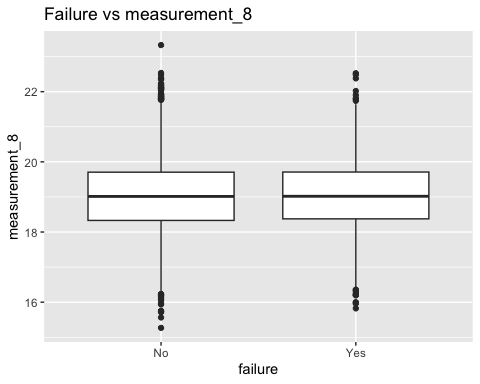 Failure vs measurement_8
measurement_8
22
20
18
16
No
Yes
failure